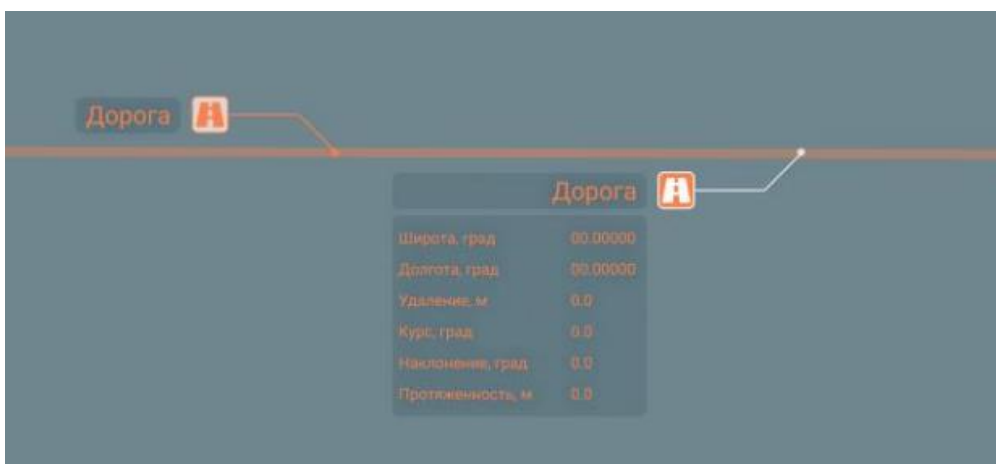 Дорога
Дорога
Широта, град 00.00000
Долгота, град 00.00000
Удаление, м 0.0
Курс, град 0.0
Наклонение, град 0.0
Протяженность, м 0.0